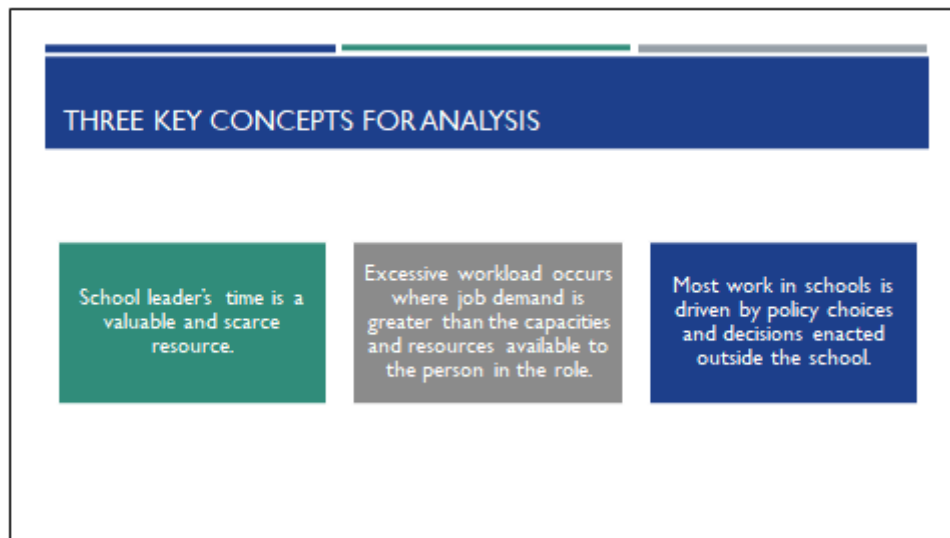 THREE KEY CONCEPTS FOR ANALYSIS
School leader's time is a
valuable and scarce
resource.
Excessive workload occurs
where job demand is
greater than the capacities
and resources available to
the person in the role.
Most work in schools is
driven by policy choices
and decisions enacted
outside the school.